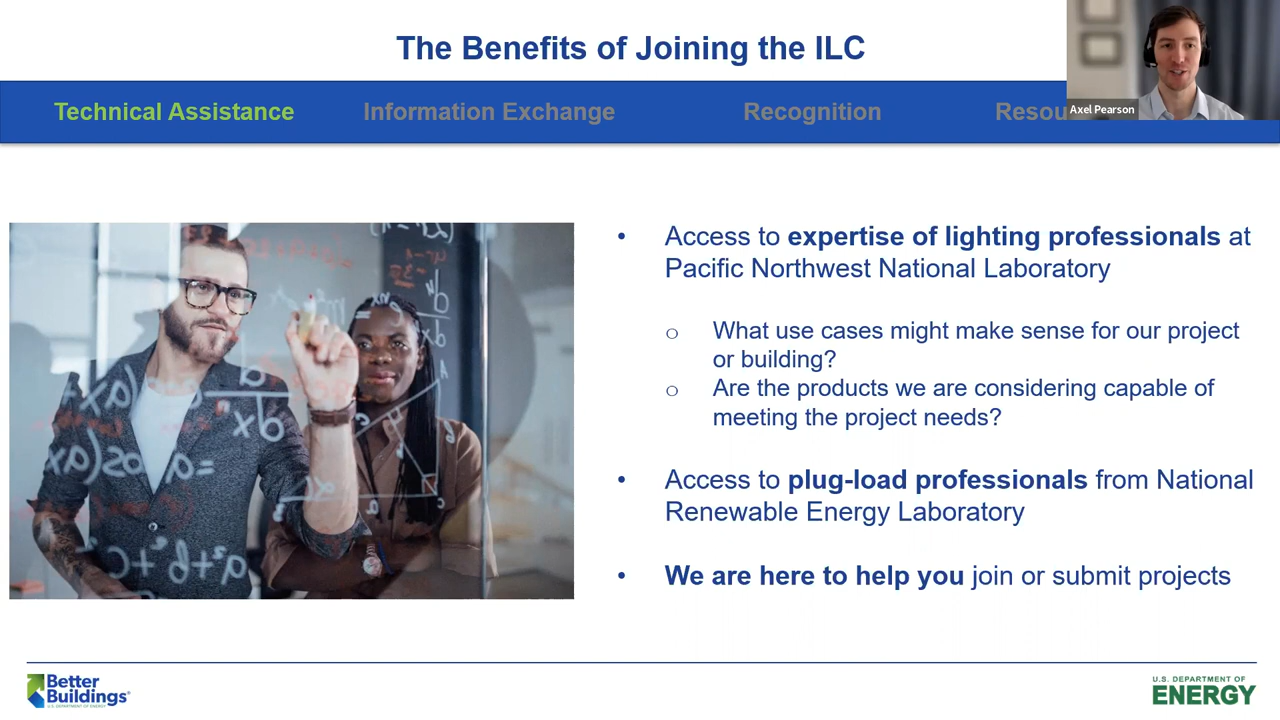 The Benefits of Joining the ILC
Technical Assistance
Information Exchange
Recognition
Resou
Axel Pearson
• Access to expertise of lighting professionals at
Pacific Northwest National Laboratory
o What use cases might make sense for our project
or building?
o Are the products we are considering capable of
meeting the project needs?
• Access to plug-load professionals from National
Renewable Energy Laboratory
• We are here to help you join or submit projects
Better
Buildings®
U.S. DEPARTMENT OF ENERGY
U.S. DEPARTMENT OF
ENERGY